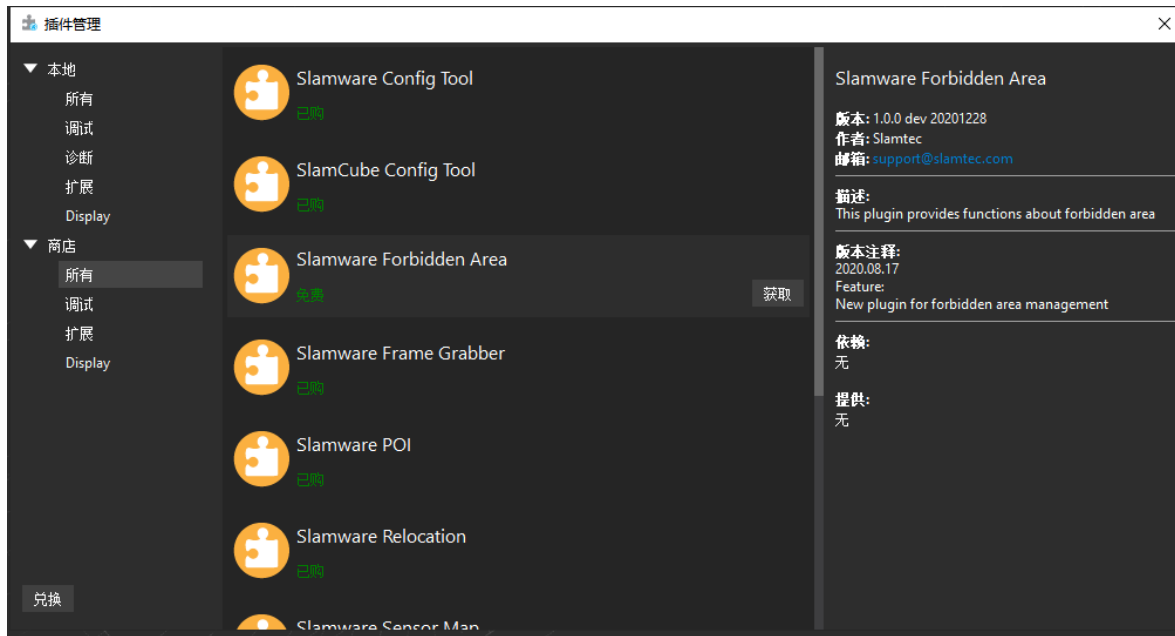 插件管理
本地
所有
调试
诊断
扩展
Display
商店
所有
调试
扩展
Display
兑换
Slamware Config Tool
已购
SlamCube Config Tool
已购
Slamware Forbidden Area
免费
获取
Slamware Frame Grabber
已购
Slamware POI
已购
Slamware Relocation
已购
Slamware Sensor Map
Slamware Forbidden Area
版本: 1.0.0 dev 20201228
作者: Slamtec
邮箱: support@slamtec.com
描述:
This plugin provides functions about forbidden area
版本注释:
2020.08.17
Feature:
New plugin for forbidden area management
依赖:
无
提供:
无